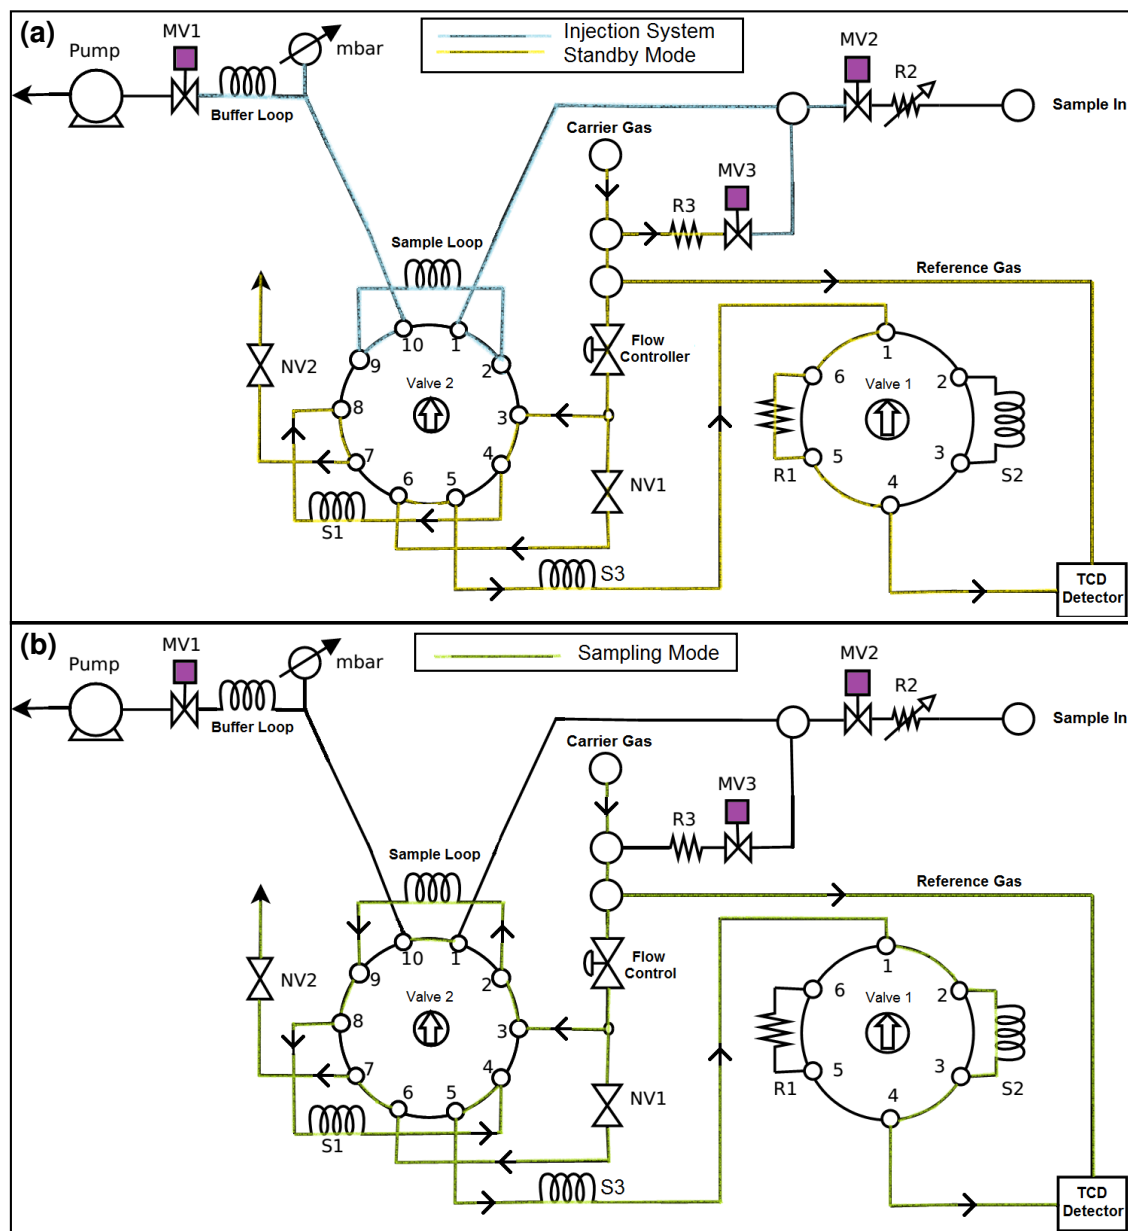 (a)
Injection System
Standby Mode
MV1
Pump
mbar
Buffer Loop
MV2
R2
Sample In
Carrier Gas
MV3
R3
Sample Loop
Reference Gas
10
1
9
2
NV2
Valve 2
8
3
7
4
6
5
Flow
Controller
NV1
S1
S3
1
6
2
Valve 1
5
3
4
R1
S2
TCD
Detector
(b)
Sampling Mode
MV1
Pump
mbar
Buffer Loop
MV2
R2
Sample In
Carrier Gas
MV3
R3
Sample Loop
Reference Gas
10
1
9
2
NV2
Valve 2
8
3
7
4
6
5
Flow
Control
NV1
S1
S3
1
6
2
Valve 1
5
3
4
R1
S2
TCD
Detector